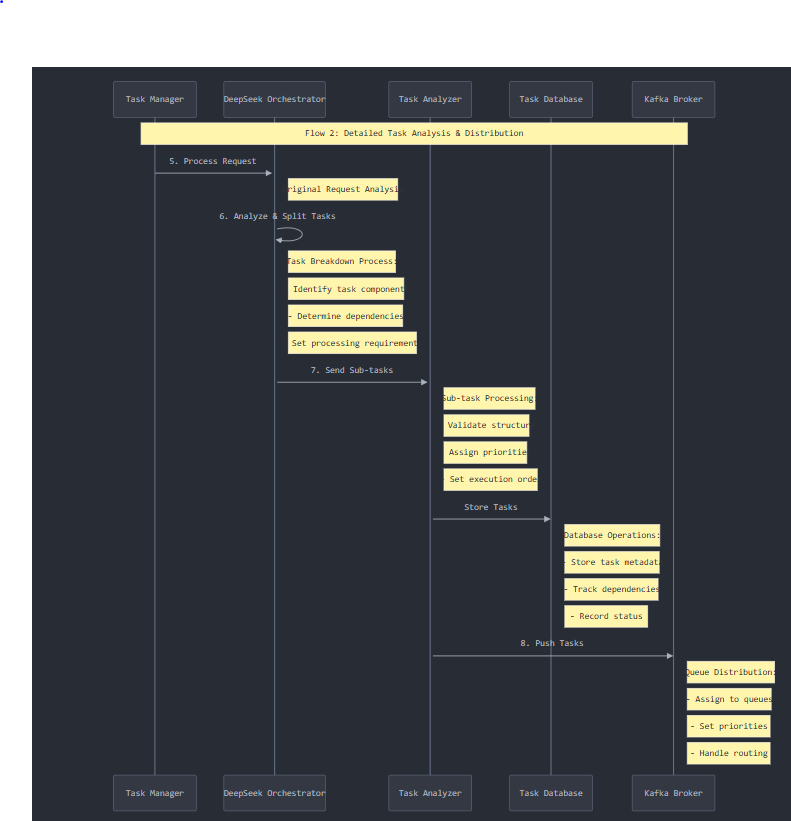 Task Manager
DeepSeek Orchestrator
Task Analyzer
Task Database
Kafka Broker
Flow 2: Detailed Task Analysis & Distribution
5. Process Request
riginal Request Analysi
6. Analyze & Split Tasks
Task Breakdown Process:
Identify task component
- Determine dependencies
Set processing requirement
7. Send Sub-tasks
Sub-task Processing:
Validate structur
Assign prioritie
Set execution orde
Store Tasks
Database Operations:
- Store task metadata
- Track dependencies
- Record status
8. Push Tasks
Queue Distribution:
- Assign to queues
- Set priorities
- Handle routing
Task Manager
DeepSeek Orchestrator
Task Analyzer
Task Database
Kafka Broker